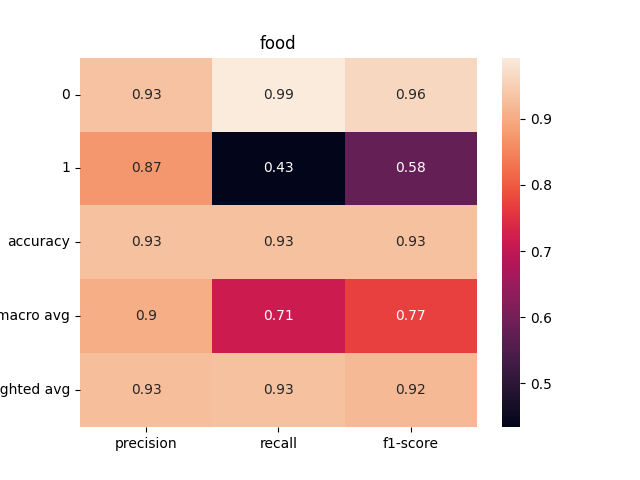 food
0 0.93 0.99 0.96
1 0.87 0.43 0.58
accuracy 0.93 0.93 0.93
macro avg 0.9 0.71 0.77
ghted avg 0.93 0.93 0.92
precision recall f1-score
0.9
0.8
0.7
0.6
0.5